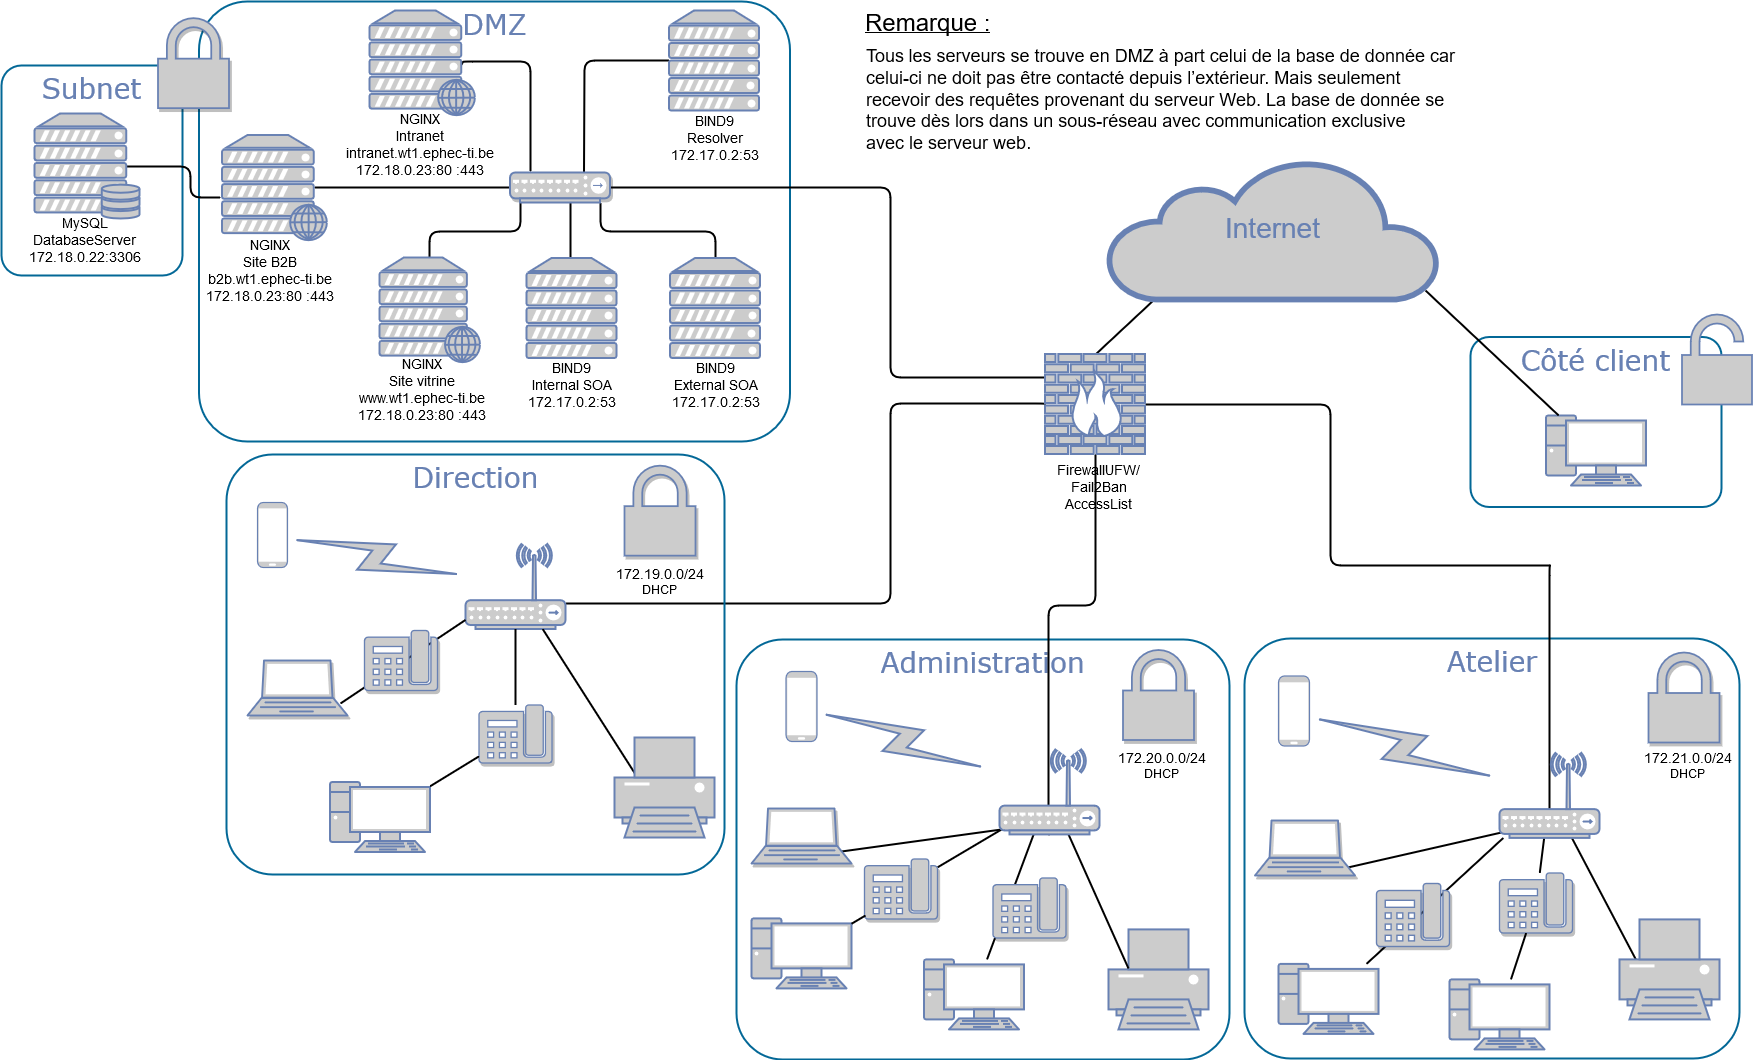 Remarque :
Tous les serveurs se trouve en DMZ à part celui de la base de donnée car
celui-ci ne doit pas être contacté depuis l'extérieur. Mais seulement
recevoir des requêtes provenant du serveur Web. La base de donnée se
trouve dès lors dans un sous-réseau avec communication exclusive
avec le serveur web.
DMZ
Subnet
MySQL
DatabaseServer
172.18.0.22:3306
NGINX
Intranet
intranet.wt1.ephec-ti.be
172.18.0.23:80 :443
BIND9
Resolver
172.17.0.2:53
NGINX
Site B2B
b2b.wt1.ephec-ti.be
172.18.0.23:80 :443
NGINX
Site vitrine
www.wt1.ephec-ti.be
172.18.0.23:80 :443
BIND9
Internal SOA
172.17.0.2:53
BIND9
External SOA
172.17.0.2:53
Internet
Côté client
FirewallUFW/
Fail2Ban
AccessList
Direction
172.19.0.0/24
DHCP
Administration
172.20.0.0/24
DHCP
Atelier
172.21.0.0/24
DHCP